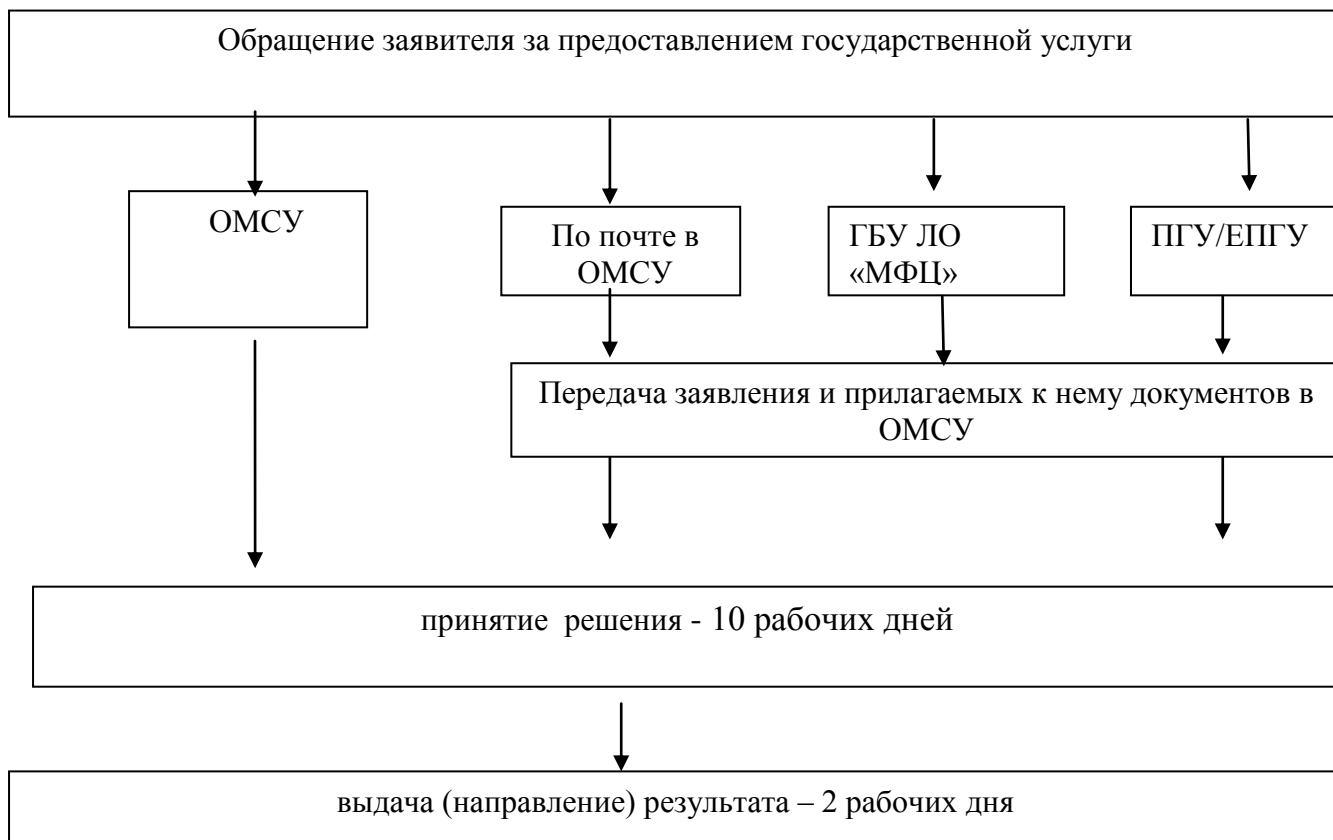 Обращение заявителя за предоставлением государственной услуги
ОМСУ
По почте в
ОМСУ
ГБУ ЛО
«МФЦ»
ПГУ/ЕПГУ
Передача заявления и прилагаемых к нему документов в
ОМСУ
принятие решения - 10 рабочих дней
выдача (направление) результата – 2 рабочих дня